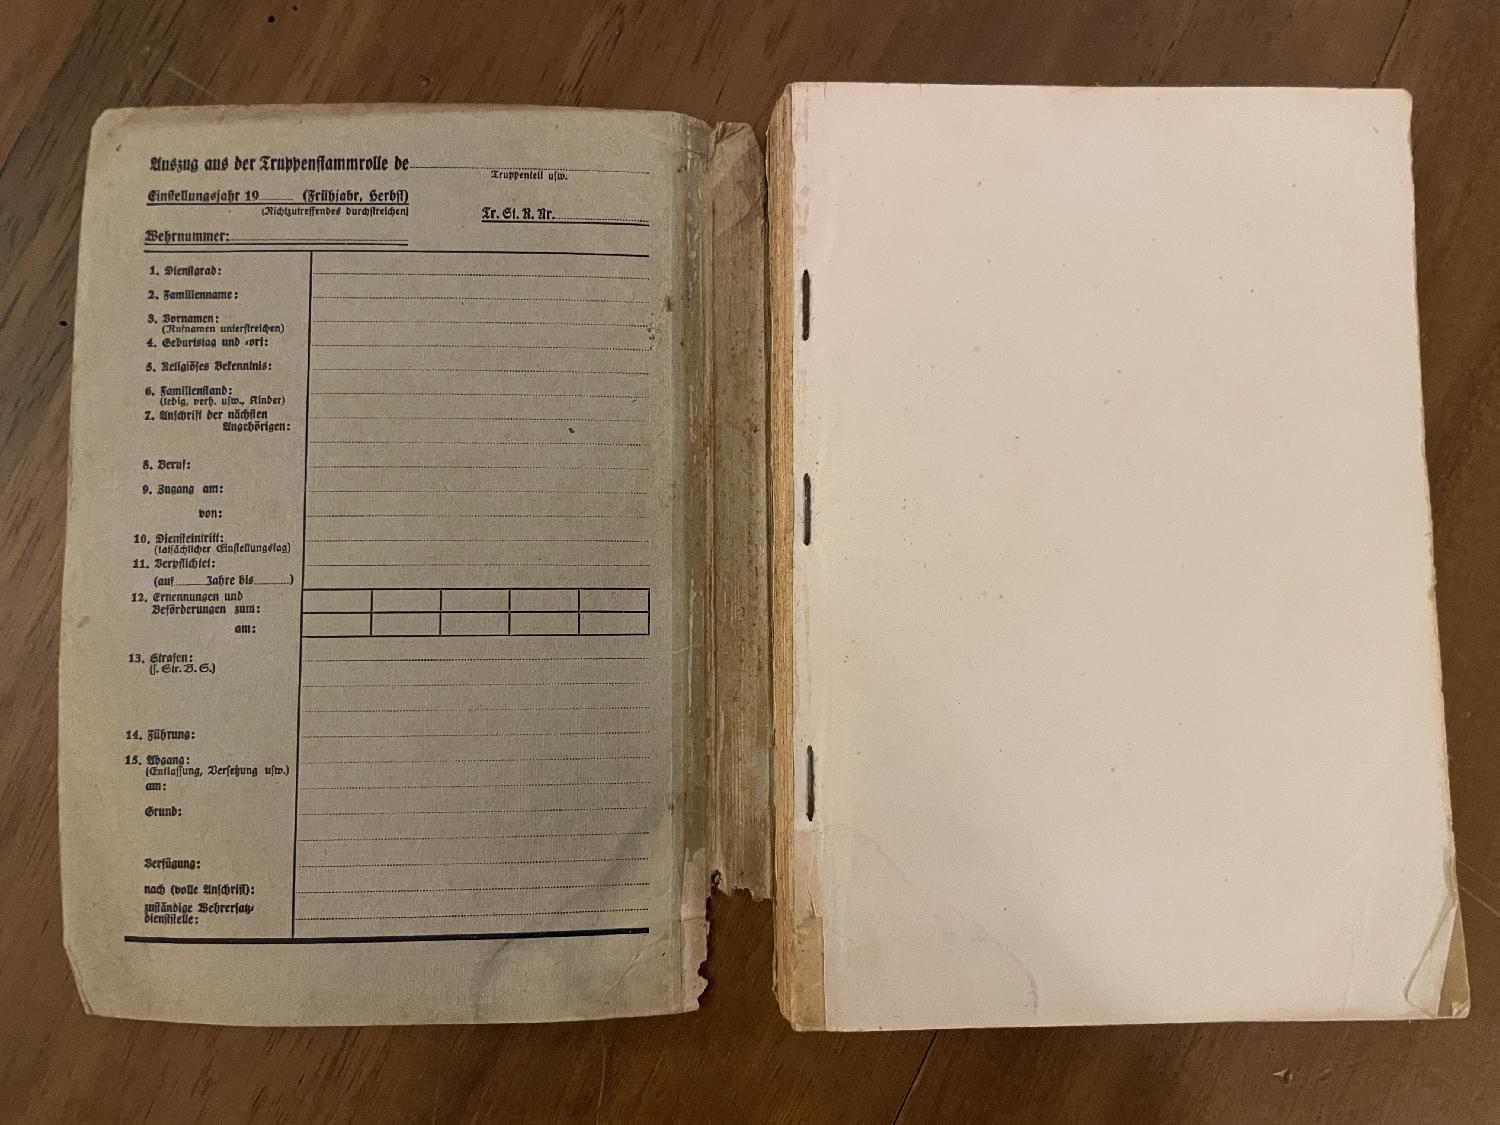 Auszug aus der Truppenstammrolle de
Truppenteil usw.
Einstellungsjahr 19 (Frühjahr, Herbst)
(Nichtzutreffendes durchstreichen)
Tr. St. R. Nr.
Wehrnummer:
1. Dienstgrad:
2. Familienname:
3. Vornamen:
(Rufnamen unterstreichen)
4. Geburtstag und -ort:
5. Religiöses Bekenntnis:
6. Familienstand:
(ledig, verh. usw., Kinder)
7. Anschrift der nächsten
Angehörigen:
8. Beruf:
9. Zugang am:
von:
10. Diensteintritt:
(tatsächlicher Einstellungstag)
11. Verpflichtet:
(auf Jahre bis )
12. Ernennungen und
Beförderungen zum:
am:
13. Strafen:
(s. Str. B. S.)
14. Führung:
15. Abgang:
(Entlassung, Versetzung usw.)
am:
Grund:
Verfügung:
nach (volle Anschrift):
zuständige Wehrersatz-
dienststelle: